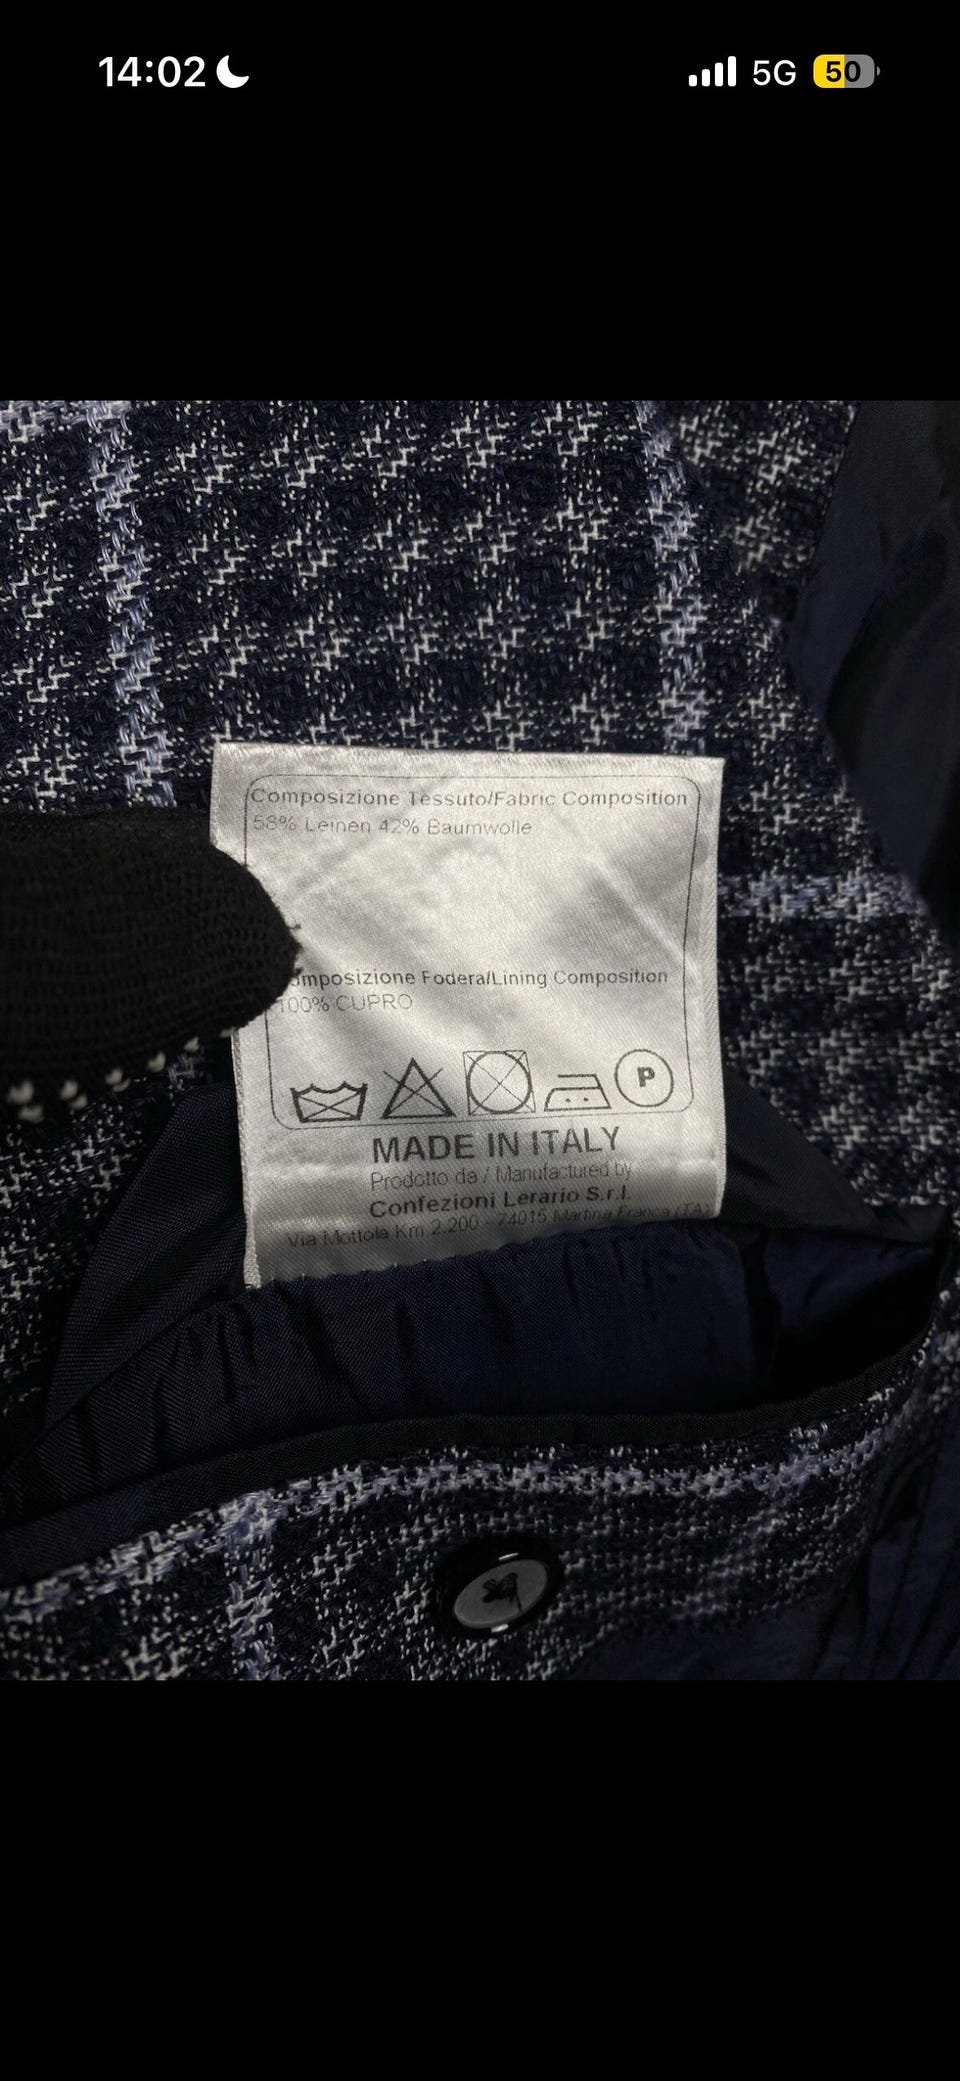 14:02
5G
50
Composizione Tessuto/Fabric Composition
58% Leinen 42% Baumwolle
omposizione Fodera/Lining Composition
100% CUPRO
P
MADE IN ITALY
Prodotto da / Manufactured by
Confezioni Lerario S.r.l.
Via Mottola Km.2.200 - 74015 Martina Franca (TA)